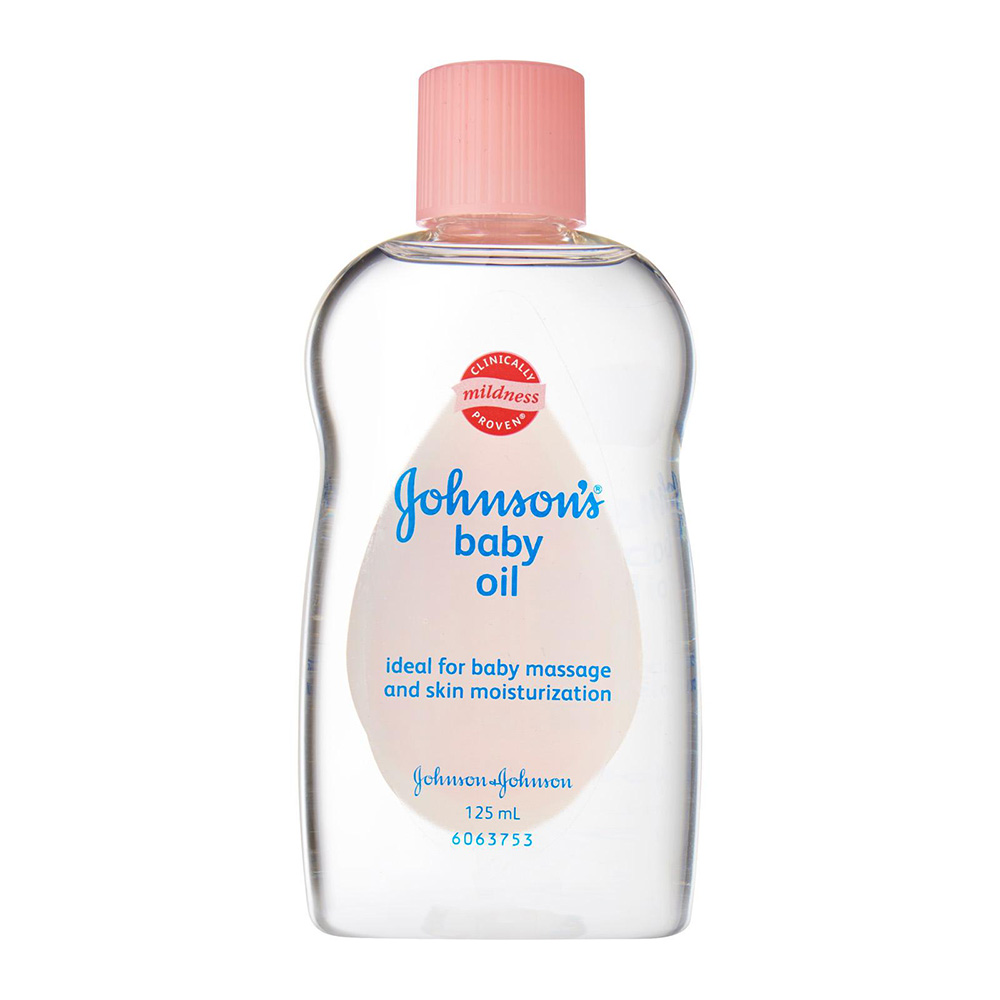 CLINICALLY
mildness
PROVEN®
Johnson's®
baby
oil
ideal for baby massage
and skin moisturization
Johnson+Johnson
125 mL
6063753